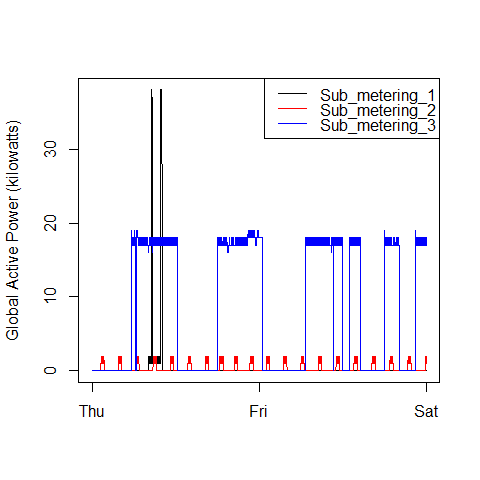 Sub_metering_1
Sub_metering_2
Sub_metering_3
Global Active Power (kilowatts)
30
20
10
0
Thu
Fri
Sat